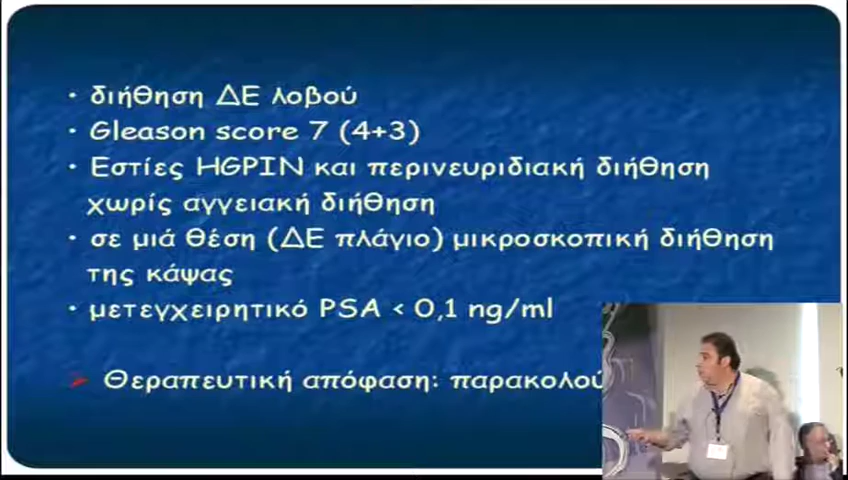 • διήθηση ΔΕ λοβού
• Gleason score 7 (4+3)
• Εστίες HGPIN και περινευριδιακή διήθηση
χωρίς αγγειακή διήθηση
• σε μιά θέση (ΔΕ πλάγιο) μικροσκοπική διήθηση
της κάψας
• μετεγχειρητικό PSA < 0,1 ng/ml
➤ Θεραπευτική απόφαση: